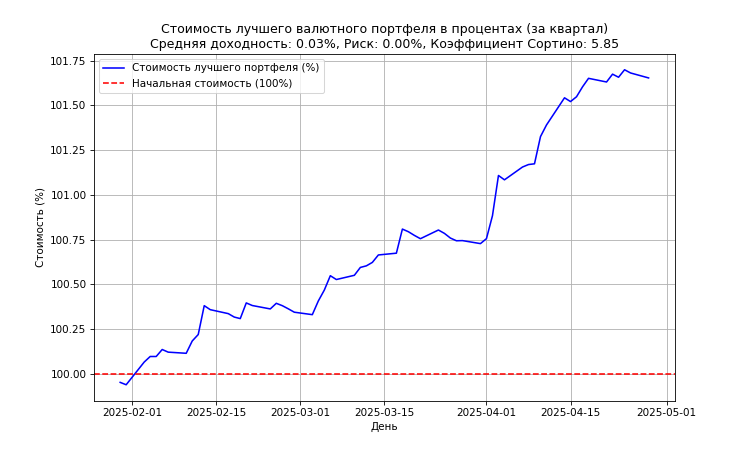 Стоимость лучшего валютного портфеля в процентах (за квартал)
Средняя доходность: 0.03%, Риск: 0.00%, Коэффициент Сортино: 5.85
Стоимость лучшего портфеля (%)
Начальная стоимость (100%)
Стоимость (%)
101.75
101.50
101.25
101.00
100.75
100.50
100.25
100.00
2025-02-01
2025-02-15
2025-03-01
2025-03-15
2025-04-01
2025-04-15
2025-05-01
День